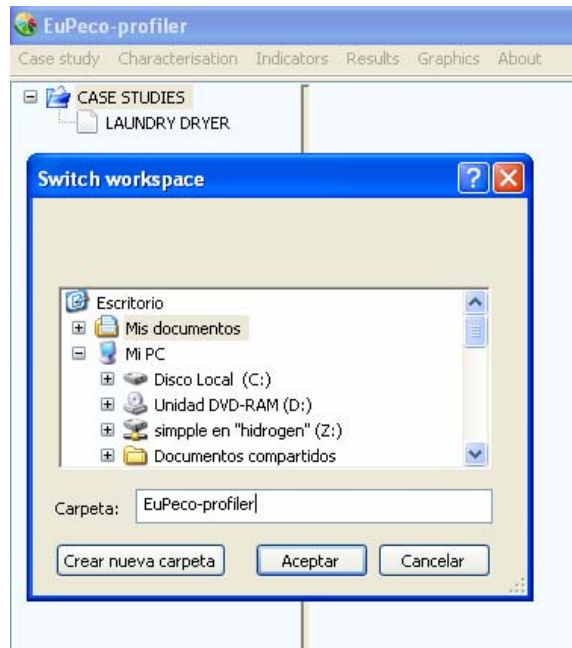 EuPeco-profiler
Case study Characterisation Indicators Results Graphics About
CASE STUDIES
LAUNDRY DRYER
Switch workspace
Escritorio
Mis documentos
Mi PC
Disco Local (C:)
Unidad DVD-RAM (D:)
simpple en "hidrogen" (Z:)
Documentos compartidos
Carpeta: EuPeco-profiler
Crear nueva carpeta Aceptar Cancelar